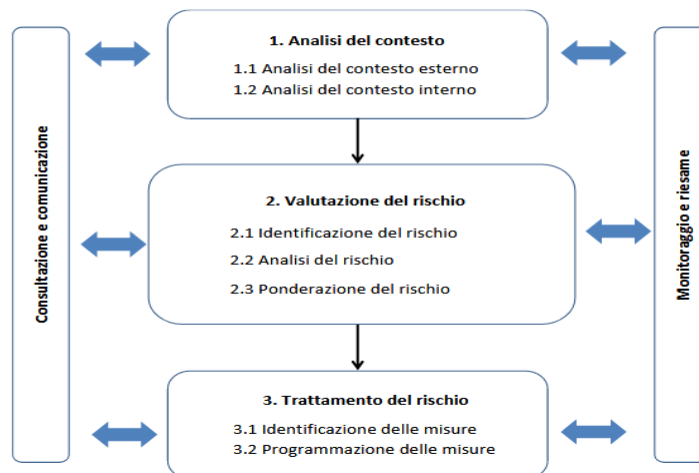 1. Analisi del contesto
1.1 Analisi del contesto esterno
1.2 Analisi del contesto interno
Consultazione e comunicazione
2. Valutazione del rischio
2.1 Identificazione del rischio
2.2 Analisi del rischio
2.3 Ponderazione del rischio
Monitoraggio e riesame
3. Trattamento del rischio
3.1 Identificazione delle misure
3.2 Programmazione delle misure